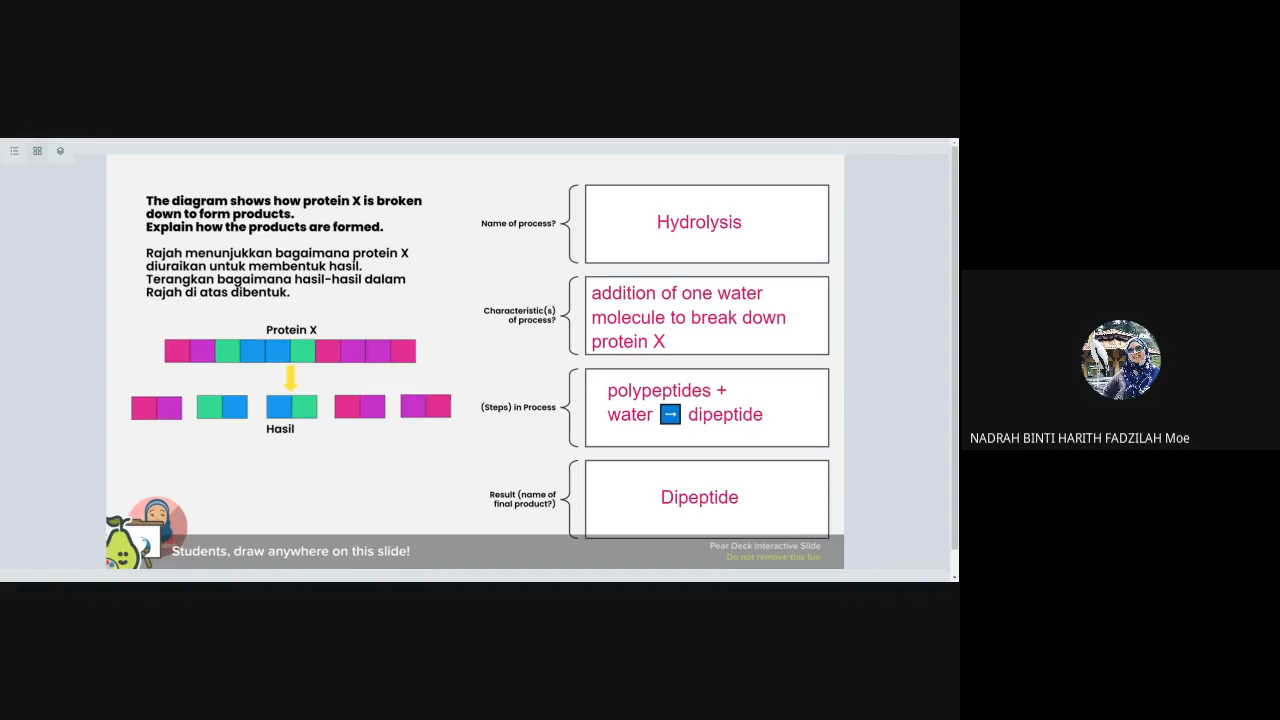 The diagram shows how protein X is broken
down to form products.
Explain how the products are formed.
Rajah menunjukkan bagaimana protein X
diuraikan untuk membentuk hasil.
Terangkan bagaimana hasil-hasil dalam
Rajah di atas dibentuk.
Protein X
Hasil
Name of process?
Hydrolysis
Characteristic(s)
of process?
addition of one water
molecule to break down
protein X
(Steps) in Process
polypeptides +
water → dipeptide
Result (name of
final product?)
Dipeptide
Students, draw anywhere on this slide!
Pear Deck Interactive Slide
Do not remove this bar
NADRAH BINTI HARITH FADZILAH Moe